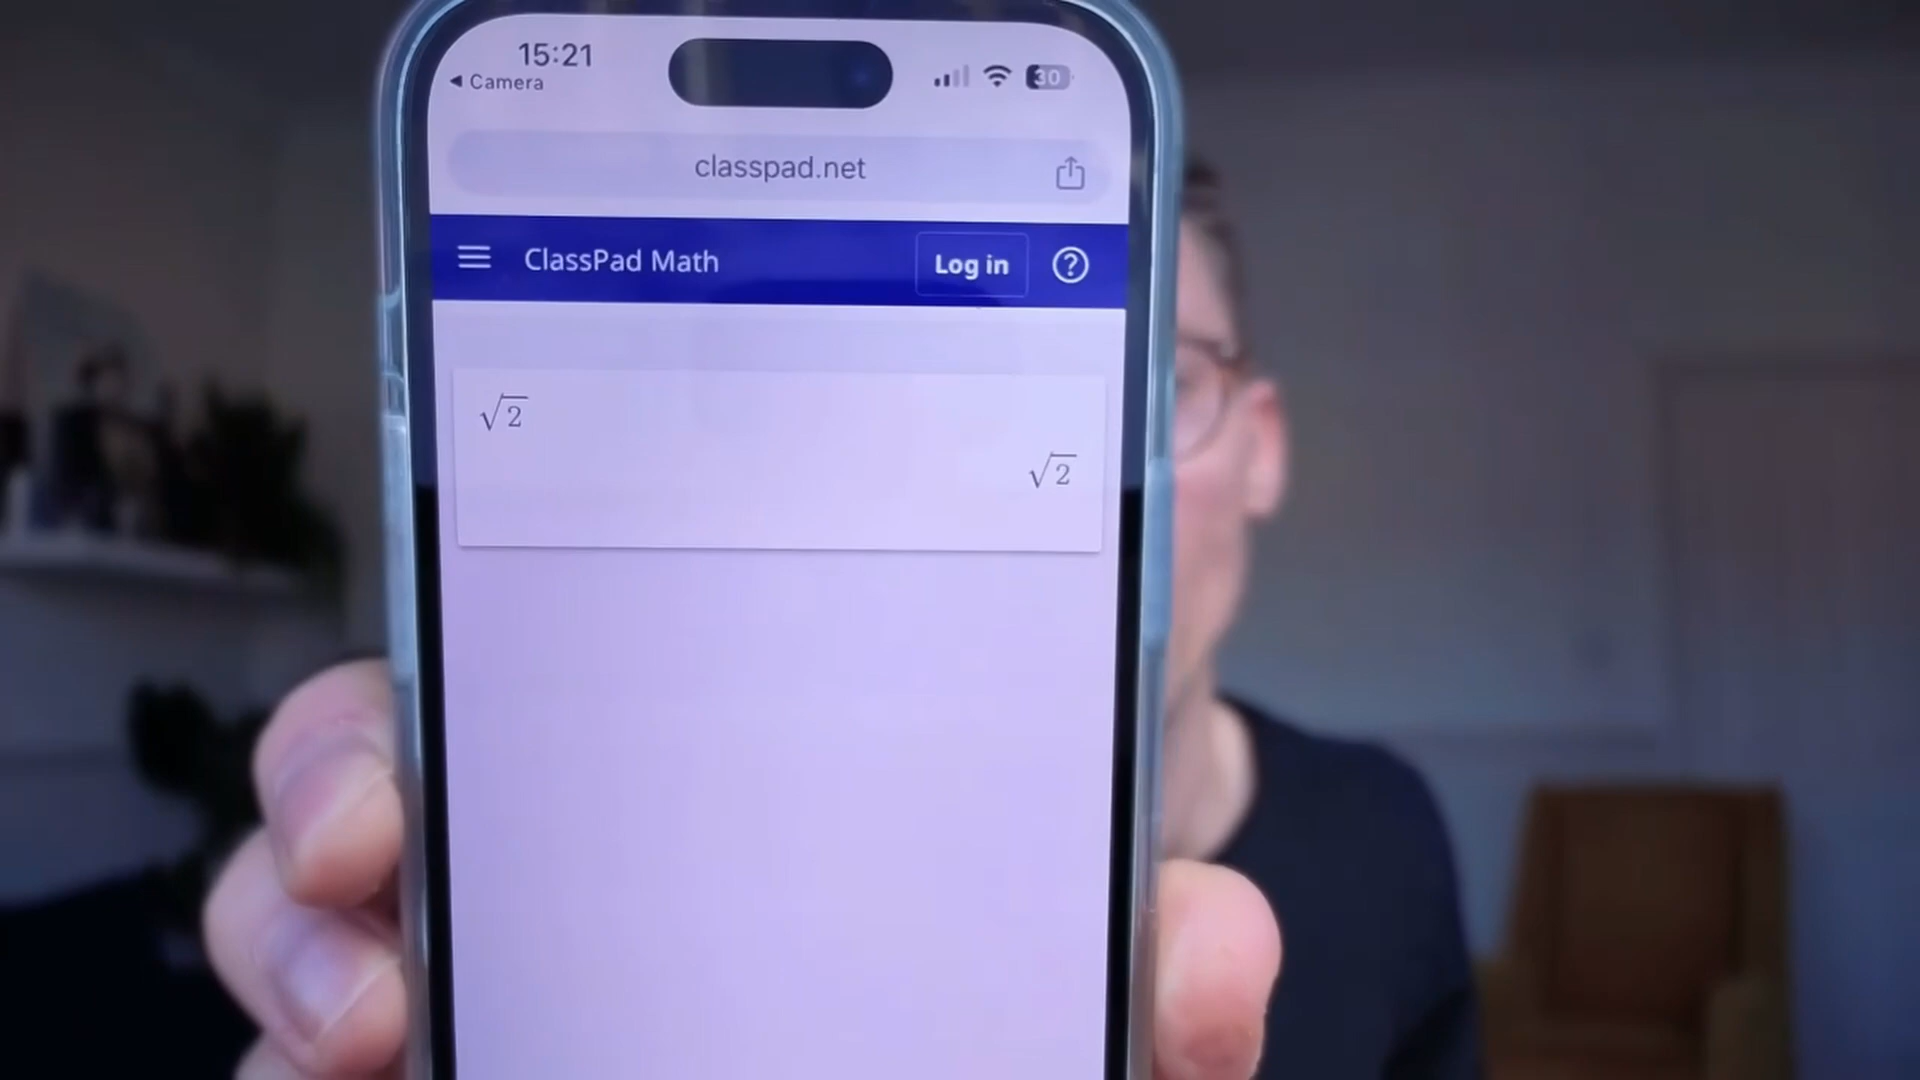 15:21
◀ Camera
30
classpad.net
ClassPad Math
Log in
?
√2
√2